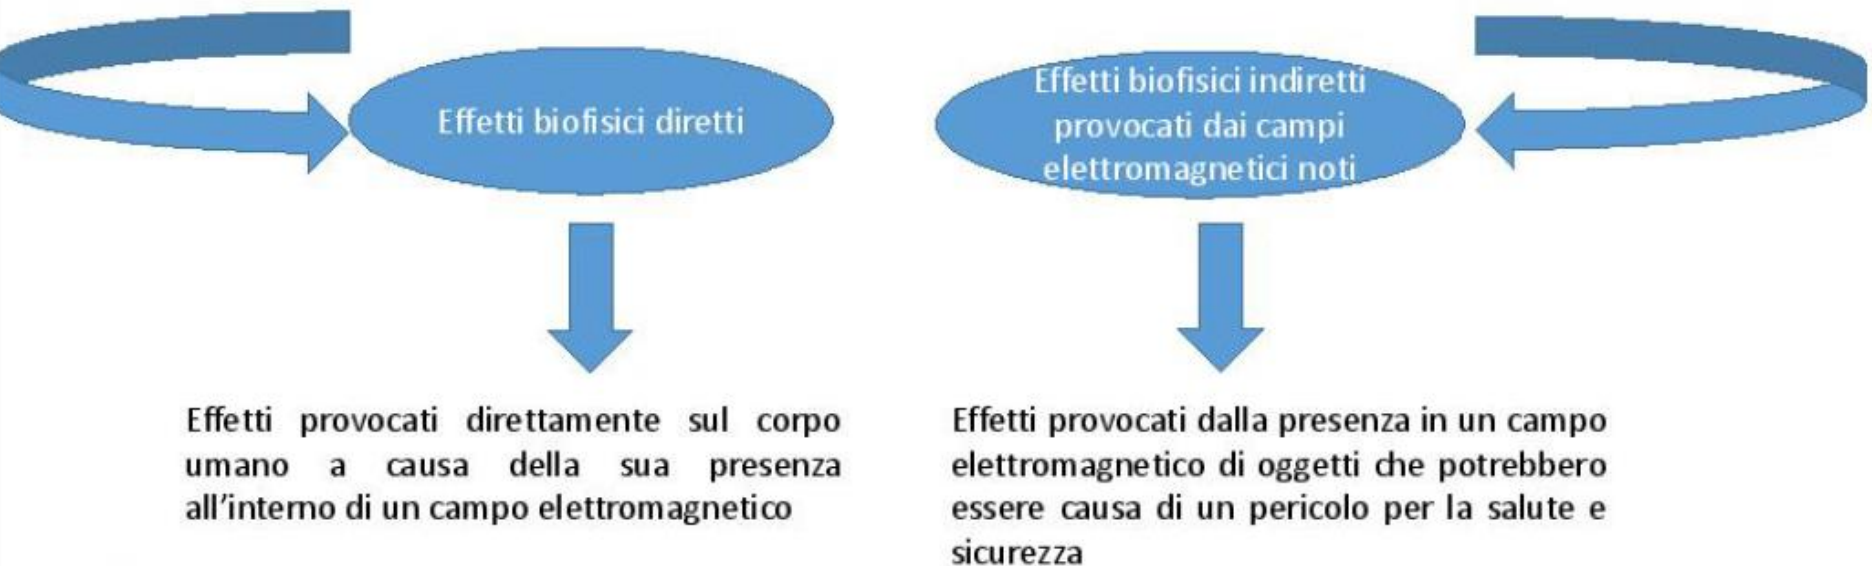 Effetti biofisici diretti
Effetti biofisici indiretti
provocati dai campi
elettromagnetici noti
Effetti provocati direttamente sul corpo
umano a causa della sua presenza
all'interno di un campo elettromagnetico
Effetti provocati dalla presenza in un campo
elettromagnetico di oggetti che potrebbero
essere causa di un pericolo per la salute e
sicurezza